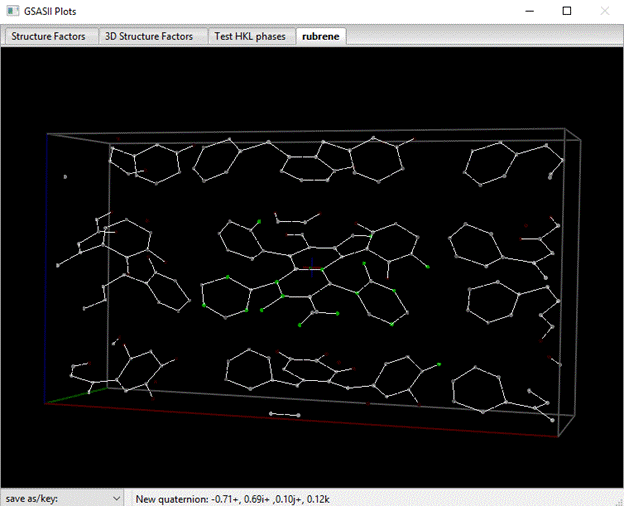 GSASII Plots
Structure Factors 3D Structure Factors Test HKL phases rubrene
save as/key: New quaternion: -0.71+, 0.69i+ ,0.10j+, 0.12k